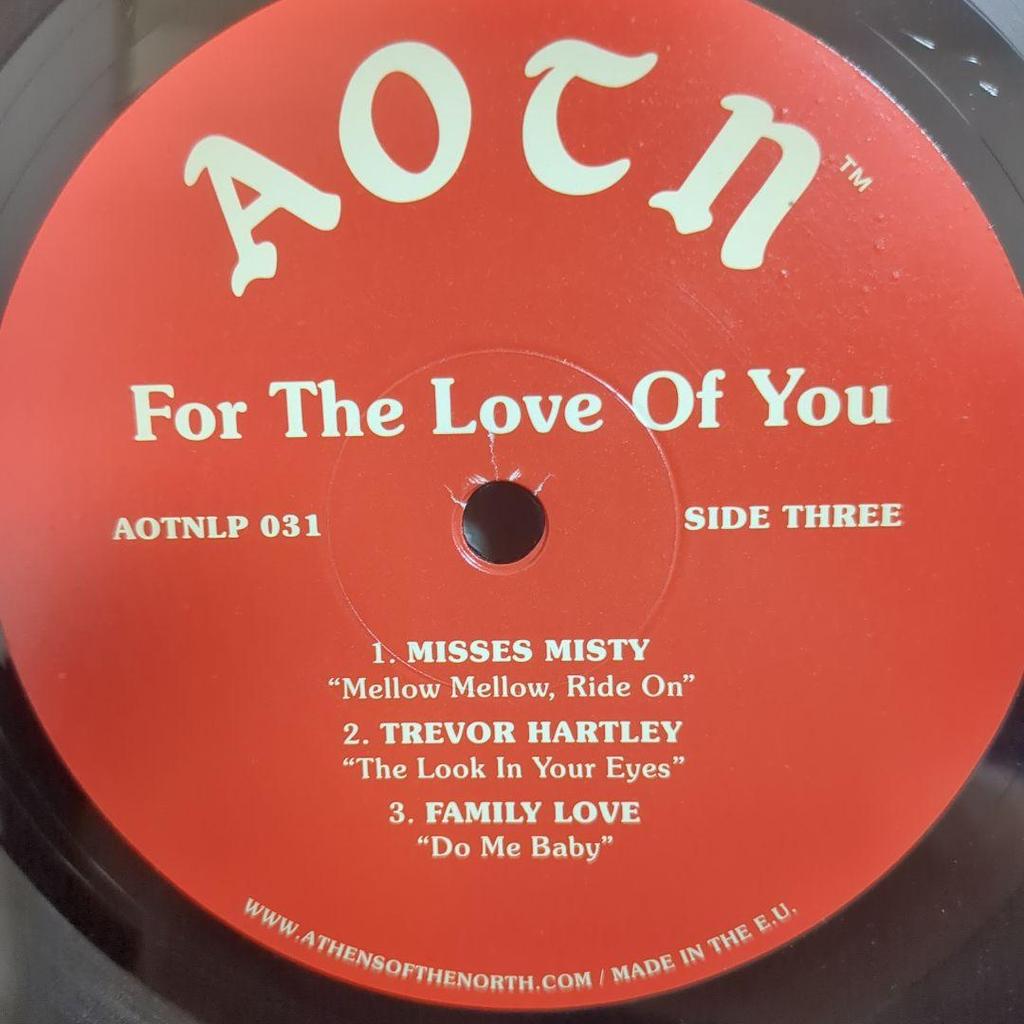 AOTN™
For The Love Of You
AOTNLP 031 SIDE THREE
1. MISSES MISTY
“Mellow Mellow, Ride On”
2. TREVOR HARTLEY
“The Look In Your Eyes”
3. FAMILY LOVE
“Do Me Baby”
WWW.ATHENSOFTHENORTH.COM / MADE IN THE E.U.